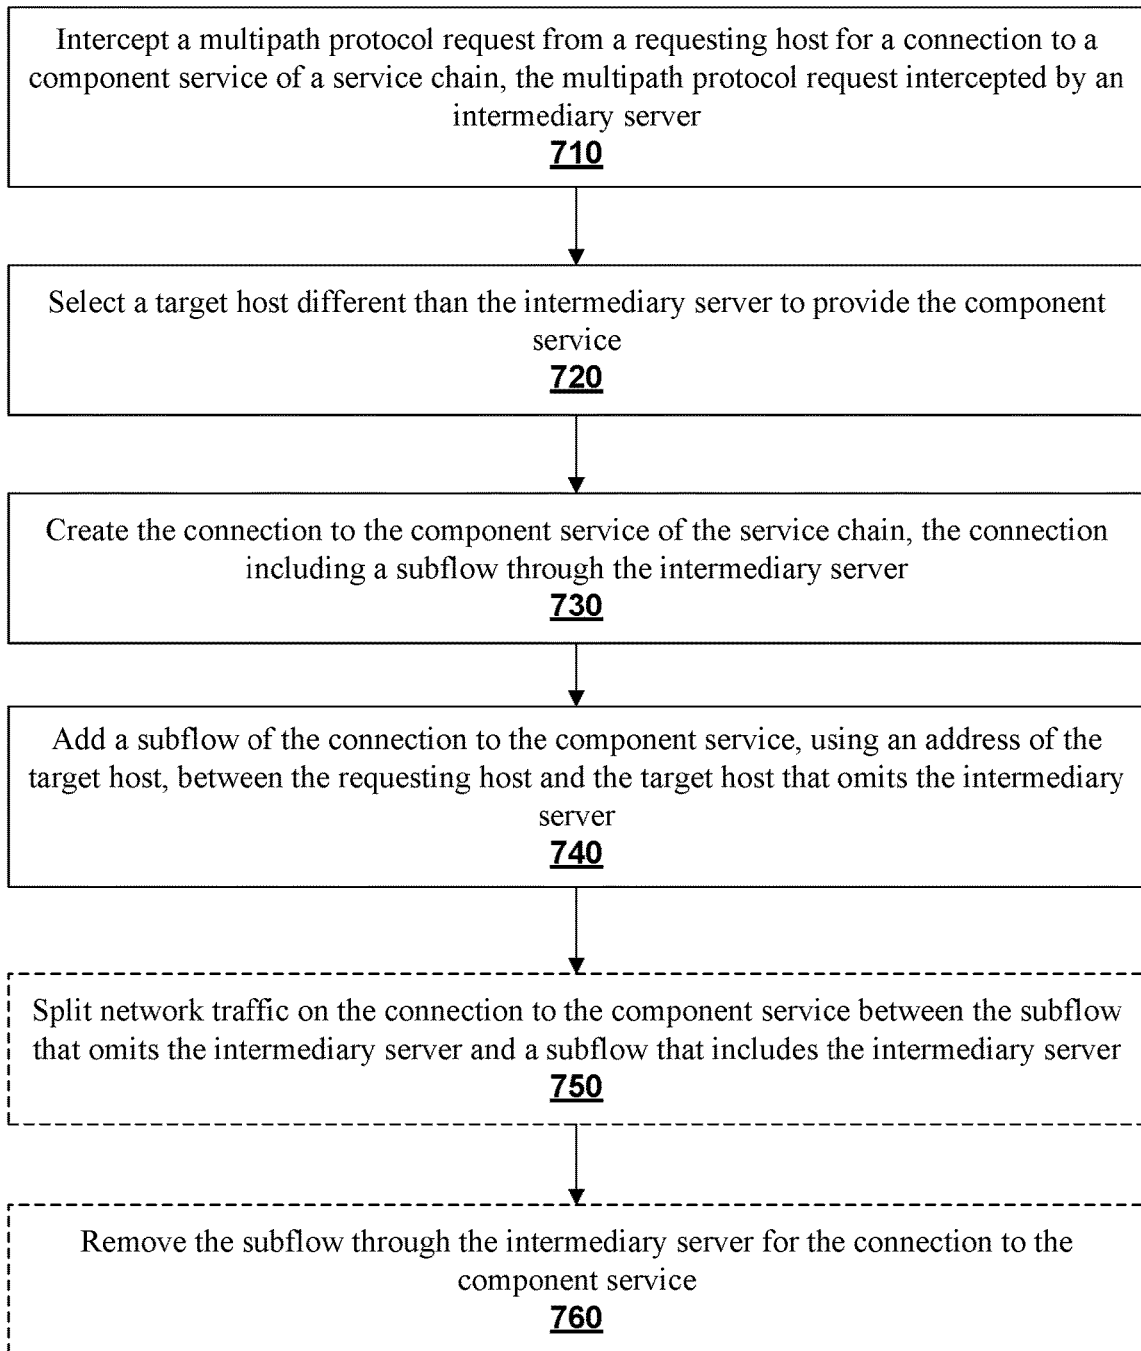 Intercept a multipath protocol request from a requesting host for a connection to a
component service of a service chain, the multipath protocol request intercepted by an
intermediary server
710
Select a target host different than the intermediary server to provide the component
service
720
Create the connection to the component service of the service chain, the connection
including a subflow through the intermediary server
730
Add a subflow of the connection to the component service, using an address of the
target host, between the requesting host and the target host that omits the intermediary
server
740
Split network traffic on the connection to the component service between the subflow
that omits the intermediary server and a subflow that includes the intermediary server
750
Remove the subflow through the intermediary server for the connection to the
component service
760